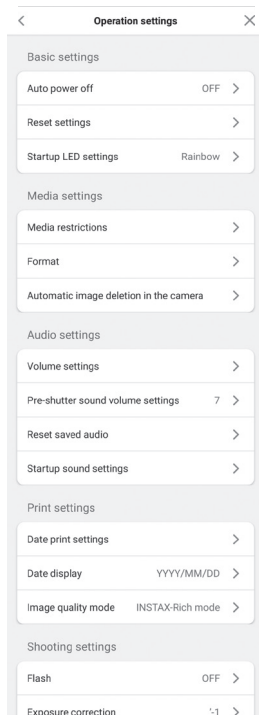 Operation settings
Basic settings
Auto power off OFF
Reset settings
Startup LED settings Rainbow
Media settings
Media restrictions
Format
Automatic image deletion in the camera
Audio settings
Volume settings
Pre-shutter sound volume settings 7
Reset saved audio
Startup sound settings
Print settings
Date print settings
Date display YYYY/MM/DD
Image quality mode INSTAX-Rich mode
Shooting settings
Flash OFF
Exposure correction '-1